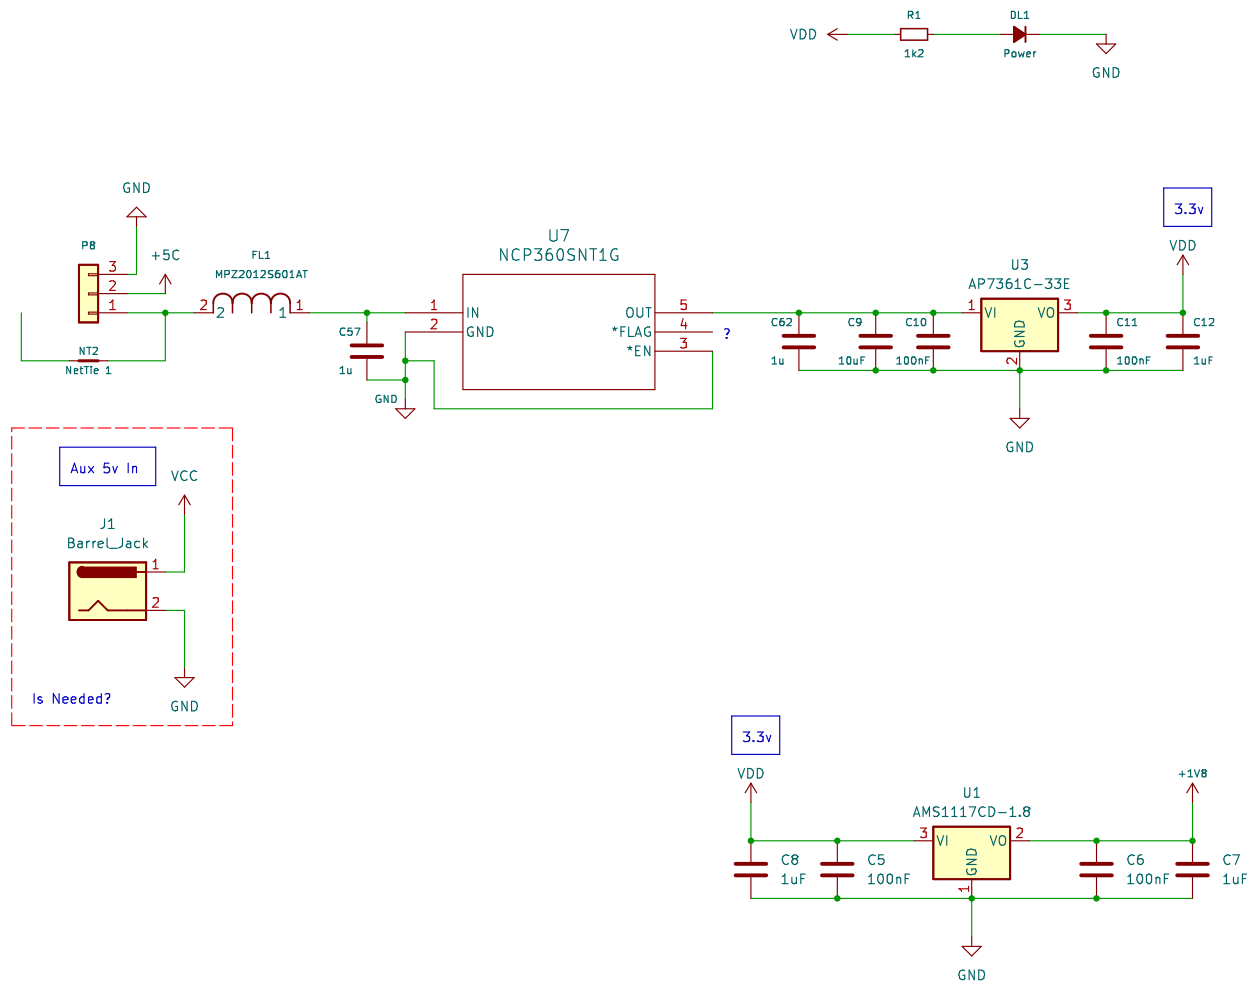 R1
DL1
VDD
1k2
Power
GND
GND
3.3v
P8
+5C
FL1
MPZ2012S601AT
U7
NCP360SNT1G
VDD
U3
AP7361C-33E
3
2
1
2
2
1
1
1
IN
2
GND
OUT
5
*FLAG
4
*EN
3
?
C57
1u
GND
C62
1u
C9
10uF
C10
100nF
1
VI
VO
3
GND
2
C11
100nF
C12
1uF
NT2
NetTie 1
GND
Aux 5v In
VCC
J1
Barrel_Jack
1
2
Is Needed?
GND
3.3v
VDD
+1V8
U1
AMS1117CD-1.8
3
VI
VO
2
GND
1
C8
1uF
C5
100nF
C6
100nF
C7
1uF
GND